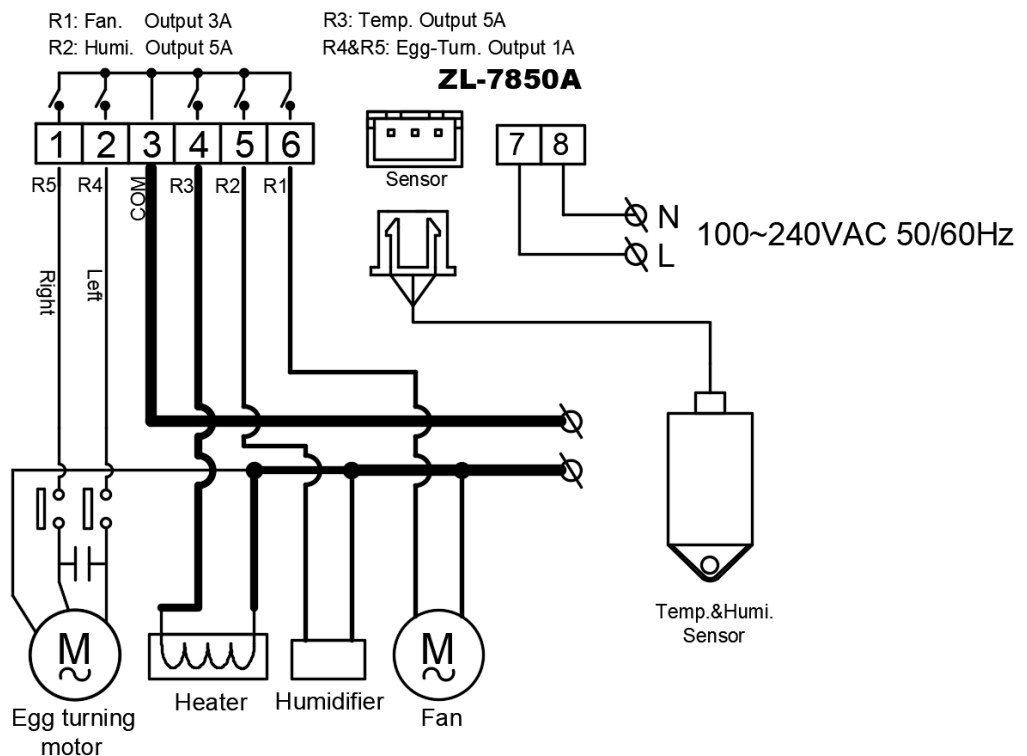 R1: Fan. Output 3A
R3: Temp. Output 5A
R2: Humi. Output 5A
R4&R5: Egg-Turn. Output 1A
ZL-7850A
1 2 3 4 5 6
7 8
Sensor
R5 R4 COM R3 R2 R1
N
L
100~240VAC 50/60Hz
Right
Left
Temp.&Humi.
Sensor
M
M
Heater
Humidifier
Fan
Egg turning
motor